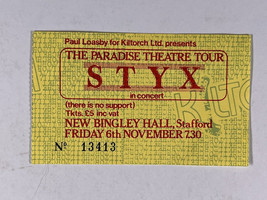 Paul Loasby for Kiltorch Ltd. presents
THE PARADISE THEATRE TOUR
STYX
in concert
(there is no support)
Tkts. £5 inc vat
NEW BINGLEY HALL, Stafford
FRIDAY 6th NOVEMBER 7.30
No 13413